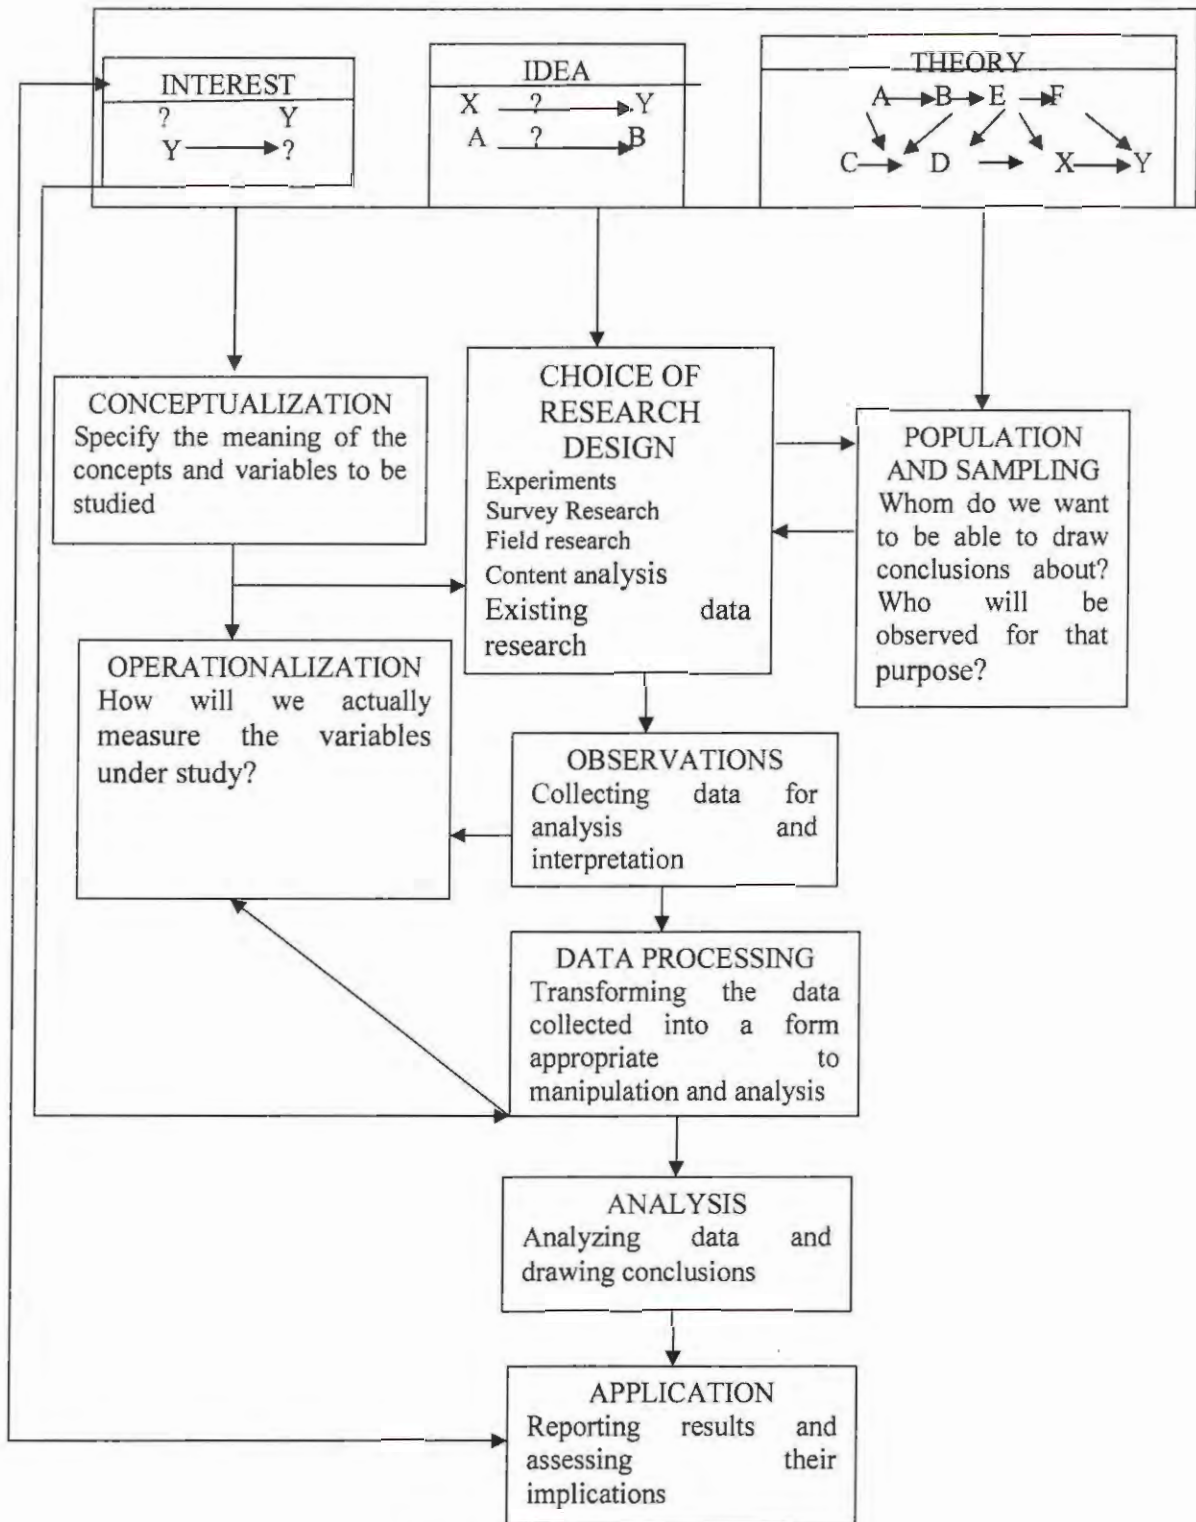 INTEREST
? Y
Y ?
IDEA
X ? Y
A ? B
THEORY
A B E F
C D X Y
CONCEPTUALIZATION
Specify the meaning of the
concepts and variables to be
studied
CHOICE OF
RESEARCH
DESIGN
Experiments
Survey Research
Field research
Content analysis
Existing data
research
POPULATION
AND SAMPLING
Whom do we want
to be able to draw
conclusions about?
Who will be
observed for that
purpose?
OPERATIONALIZATION
How will we actually
measure the variables
under study?
OBSERVATIONS
Collecting data for
analysis and
interpretation
DATA PROCESSING
Transforming the data
collected into a form
appropriate to
manipulation and analysis
ANALYSIS
Analyzing data and
drawing conclusions
APPLICATION
Reporting results and
assessing their
implications